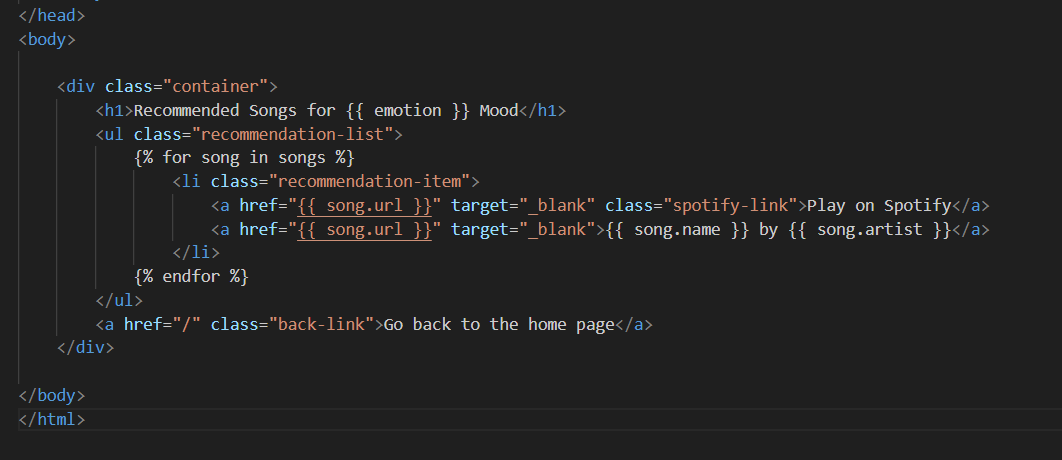 </head>
<body>
<div class="container">
<h1>Recommended Songs for {{ emotion }} Mood</h1>
<ul class="recommendation-list">
{% for song in songs %}
<li class="recommendation-item">
<a href="{{ song.url }}" target="_blank" class="spotify-link">Play on Spotify</a>
<a href="{{ song.url }}" target="_blank">{{ song.name }} by {{ song.artist }}</a>
</li>
{% endfor %}
</ul>
<a href="/" class="back-link">Go back to the home page</a>
</div>
</body>
</html>